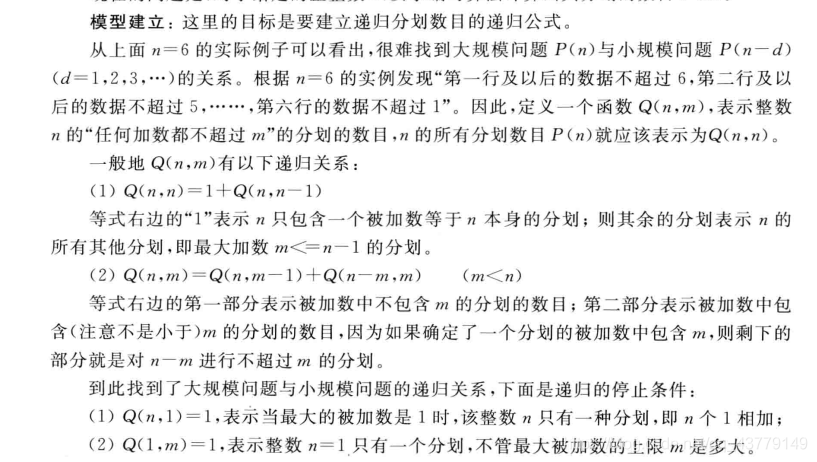 模型建立：这里的目标是要建立递归分划数目的递归公式。
从上面 n=6 的实际例子可以看出,很难找到大规模问题 P(n)与小规模问题 P(n-d)
(d=1,2,3,…)的关系。根据 n=6 的实例发现“第一行及以后的数据不超过 6,第二行及以
后的数据不超过 5,……,第六行的数据不超过 1”。因此,定义一个函数 Q(n,m),表示整数
n 的“任何加数都不超过 m”的分划的数目,n 的所有分划数目 P(n)就应该表示为Q(n,n)。
一般地 Q(n,m)有以下递归关系：
(1) Q(n,n)=1+Q(n,n-1)
等式右边的“1”表示 n 只包含一个被加数等于 n 本身的分划；则其余的分划表示 n 的
所有其他分划,即最大加数 m<=n-1 的分划。
(2) Q(n,m)=Q(n,m-1)+Q(n-m,m) (m<n)
等式右边的第一部分表示被加数中不包含 m 的分划的数目；第二部分表示被加数中包
含(注意不是小于)m 的分划的数目,因为如果确定了一个分划的被加数中包含 m,则剩下的
部分就是对 n-m 进行不超过 m 的分划。
到此找到了大规模问题与小规模问题的递归关系,下面是递归的停止条件：
(1) Q(n,1)=1,表示当最大的被加数是 1 时,该整数 n 只有一种分划,即 n 个 1 相加；
(2) Q(1,m)=1,表示整数 n=1 只有一个分划,不管最大被加数的上限 m 是多大。